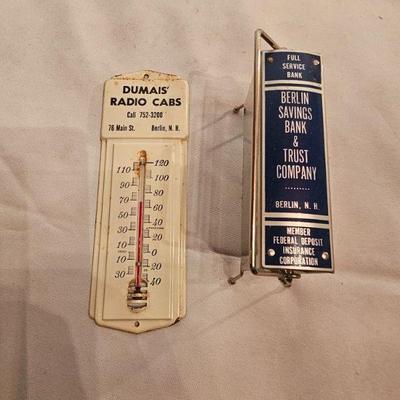 DUMAIS'
RADIO CABS
Call 752-3200
76 Main St. Berlin, N. H.
120
110
100
90
80
70
60
50
40
30
20
10
0
10
20
30
40
FULL
SERVICE
BANK
BERLIN
SAVINGS
BANK
&
TRUST
COMPANY
BERLIN, N. H.
MEMBER
FEDERAL DEPOSIT
INSURANCE
CORPORATION